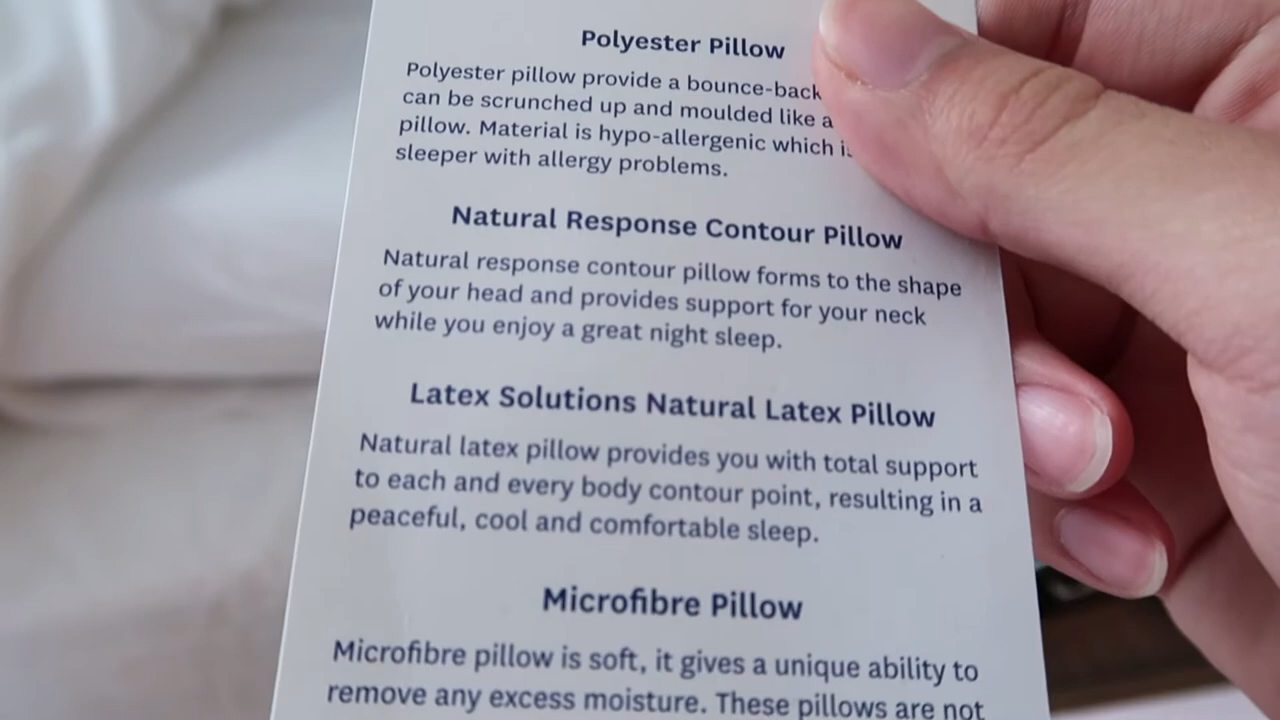 Polyester Pillow
Polyester pillow provide a bounce-back
can be scrunched up and moulded like a
pillow. Material is hypo-allergenic which
sleeper with allergy problems.
Natural Response Contour Pillow
Natural response contour pillow forms to the shape
of your head and provides support for your neck
while you enjoy a great night sleep.
Latex Solutions Natural Latex Pillow
Natural latex pillow provides you with total support
to each and every body contour point, resulting in a
peaceful, cool and comfortable sleep.
Microfibre Pillow
Microfibre pillow is soft, it gives a unique ability to
remove any excess moisture. These pillows are not